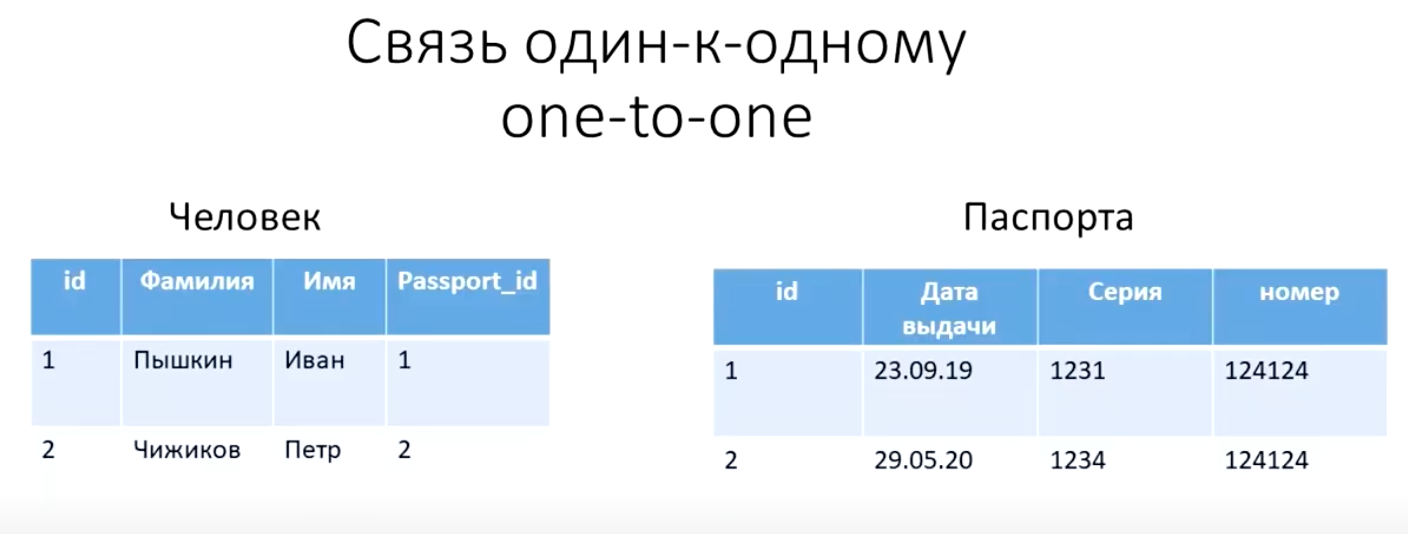 Связь один-к-одному
one-to-one
Человек
id Фамилия Имя Passport_id
1 Пышкин Иван 1
2 Чижиков Петр 2
Паспорта
id Дата выдачи Серия номер
1 23.09.19 1231 124124
2 29.05.20 1234 124124